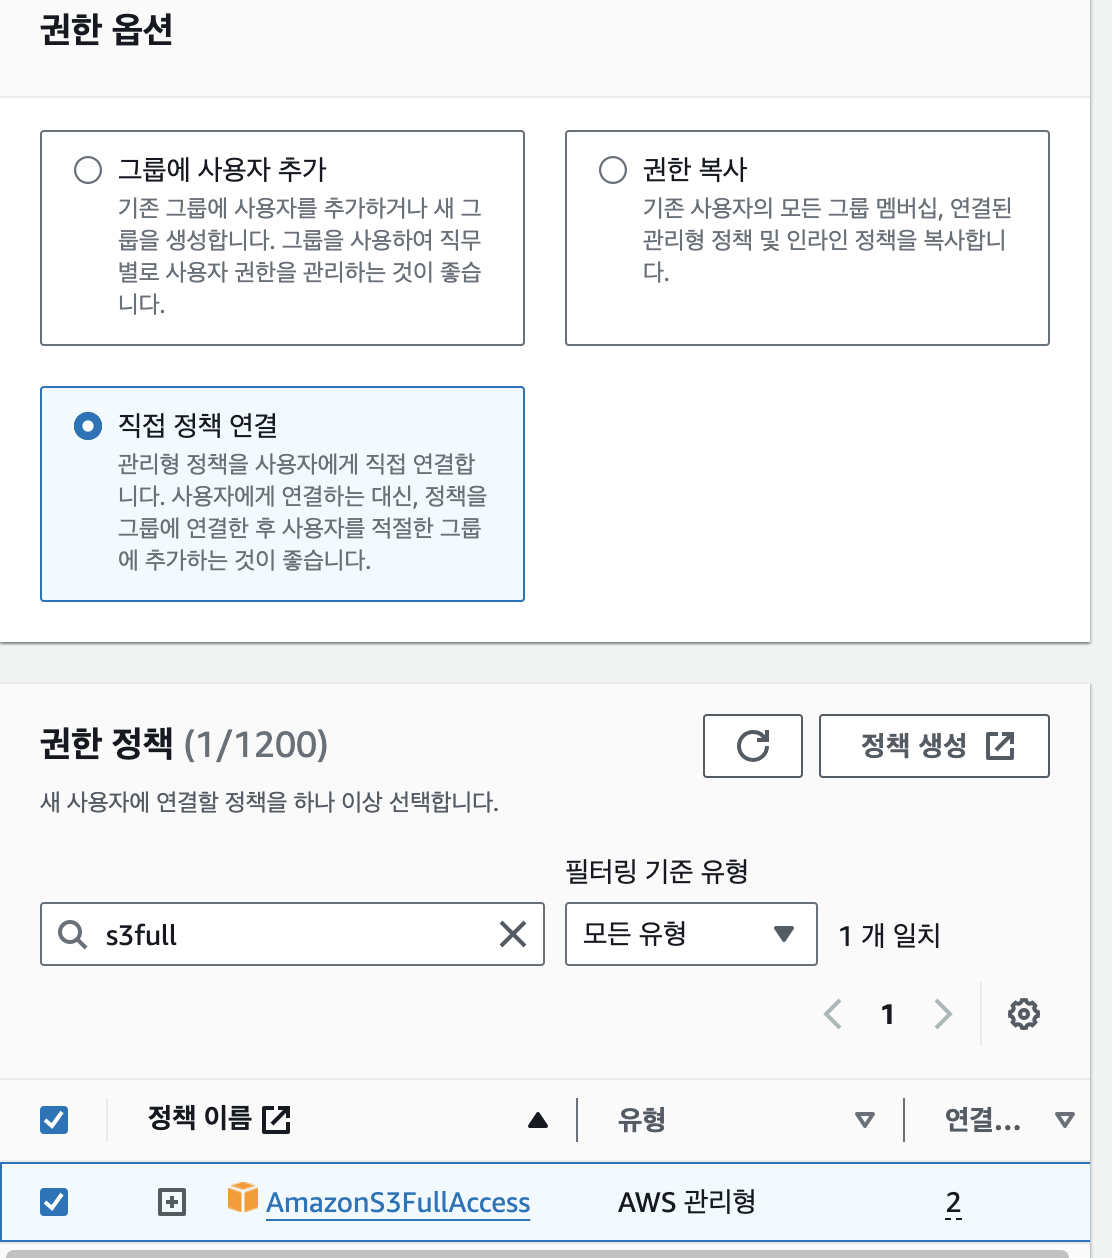 권한 옵션
그룹에 사용자 추가
기존 그룹에 사용자를 추가하거나 새 그
룹을 생성합니다. 그룹을 사용하여 직무
별로 사용자 권한을 관리하는 것이 좋습
니다.
권한 복사
기존 사용자의 모든 그룹 멤버십, 연결된
관리형 정책 및 인라인 정책을 복사합니
다.
직접 정책 연결
관리형 정책을 사용자에게 직접 연결합
니다. 사용자에게 연결하는 대신, 정책을
그룹에 연결한 후 사용자를 적절한 그룹
에 추가하는 것이 좋습니다.
권한 정책 (1/1200)
정책 생성
새 사용자에 연결할 정책을 하나 이상 선택합니다.
필터링 기준 유형
s3full
모든 유형
1 개 일치
1
정책 이름
유형
연결...
AmazonS3FullAccess
AWS 관리형
2